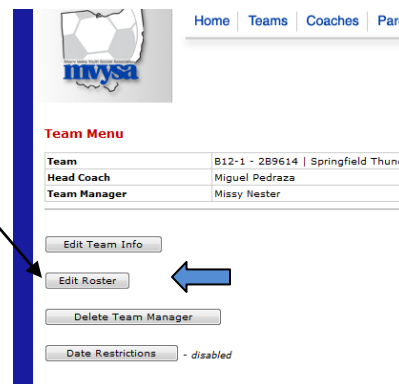 Home Teams Coaches Par
mvysa
Team Menu
Team B12-1 - 2B9614 | Springfield Thun
Head Coach Miguel Pedraza
Team Manager Missy Nester
Edit Team Info
Edit Roster
Delete Team Manager
Date Restrictions - disabled